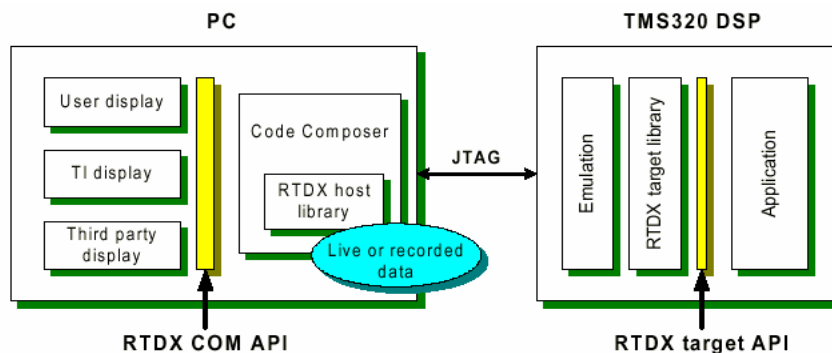 PC
TMS320 DSP
User display
TI display
Third party
display
Code Composer
RTDX host
library
Live or recorded
data
JTAG
Emulation
RTDX target library
Application
RTDX COM API
RTDX target API